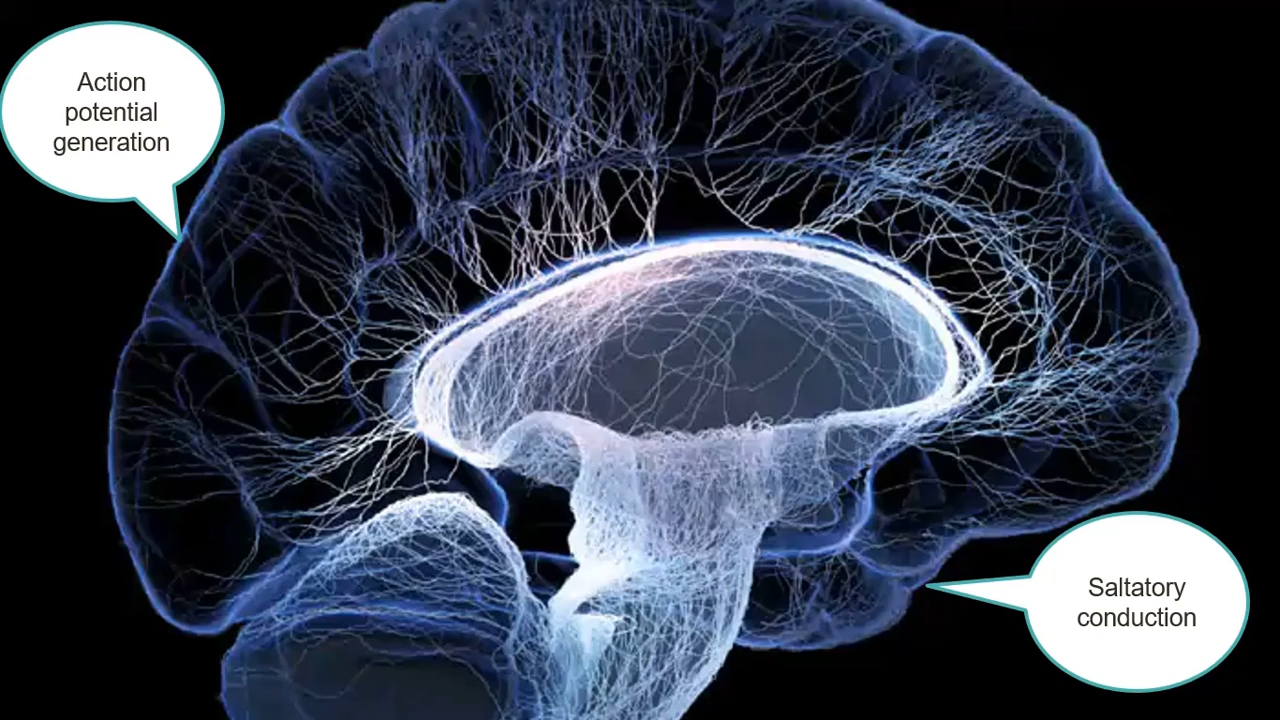 Action
potential
generation
Saltatory
conduction